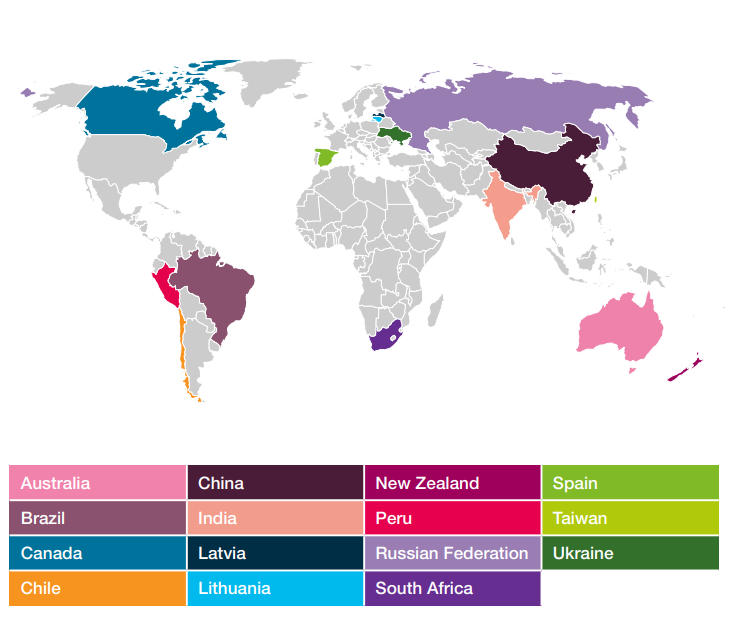 Australia
China
New Zealand
Spain
Brazil
India
Peru
Taiwan
Canada
Latvia
Russian Federation
Ukraine
Chile
Lithuania
South Africa